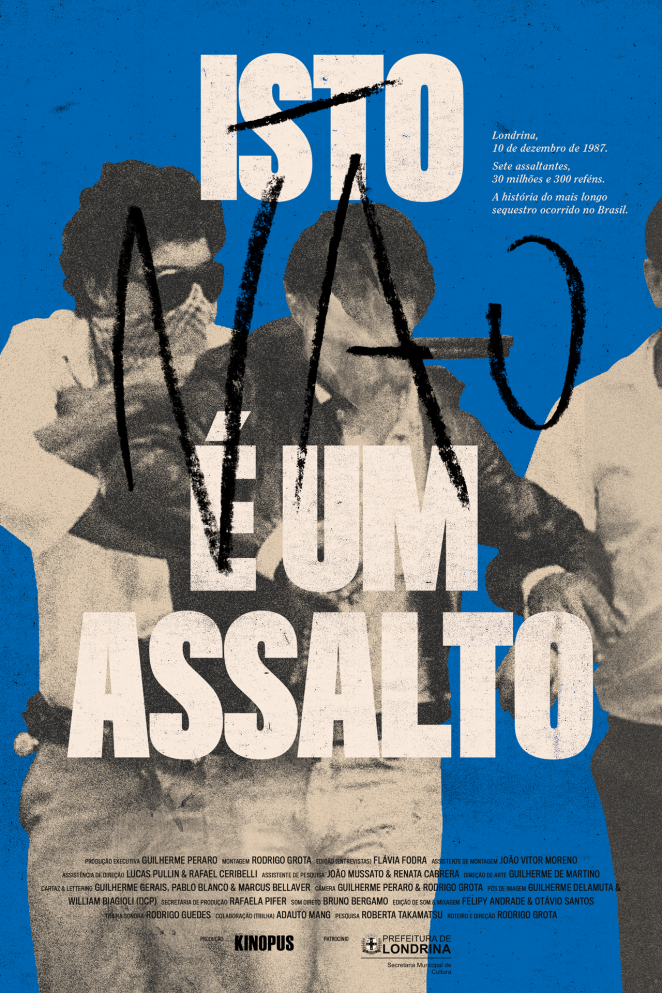 ISTO
NÃO
É UM
ASSALTO
Londrina,
10 de dezembro de 1987.
Sete assaltantes,
30 milhões e 300 reféns.
A história do mais longo
sequestro ocorrido no Brasil.
PRODUÇÃO EXECUTIVA GUILHERME PERARO MONTAGEM RODRIGO GROTA EDIÇÃO (ENTREVISTAS) FLÁVIA FODRA ASSISTENTE DE MONTAGEM JOÃO VITOR MORENO
ASSISTÊNCIA DE DIREÇÃO LUCAS PULLIN & RAFAEL CERIBELLI ASSISTENTE DE PESQUISA JOÃO MUSSATO & RENATA CABRERA DIREÇÃO DE ARTE GUILHERME DE MARTINO
CARTAZ & LETTERING GUILHERME GERAIS, PABLO BLANCO & MARCUS BELLAVER CÂMERA GUILHERME PERARO & RODRIGO GROTA PÓS DE IMAGEM GUILHERME DELAMUTA &
WILLIAM BIAGIOLI (DCP) SECRETÁRIA DE PRODUÇÃO RAFAELA PIFER SOM DIRETO BRUNO BERGAMO EDIÇÃO DE SOM & MIXAGEM FELIPY ANDRADE & OTÁVIO SANTOS
TRILHA SONORA RODRIGO GUEDES COLABORAÇÃO (TRILHA) ADAUTO MANG PESQUISA ROBERTA TAKAMATSU ROTEIRO E DIREÇÃO RODRIGO GROTA
PRODUÇÃO KINOPUS PATROCÍNIO PREFEITURA DE
LONDRINA
Secretaria Municipal de
Cultura